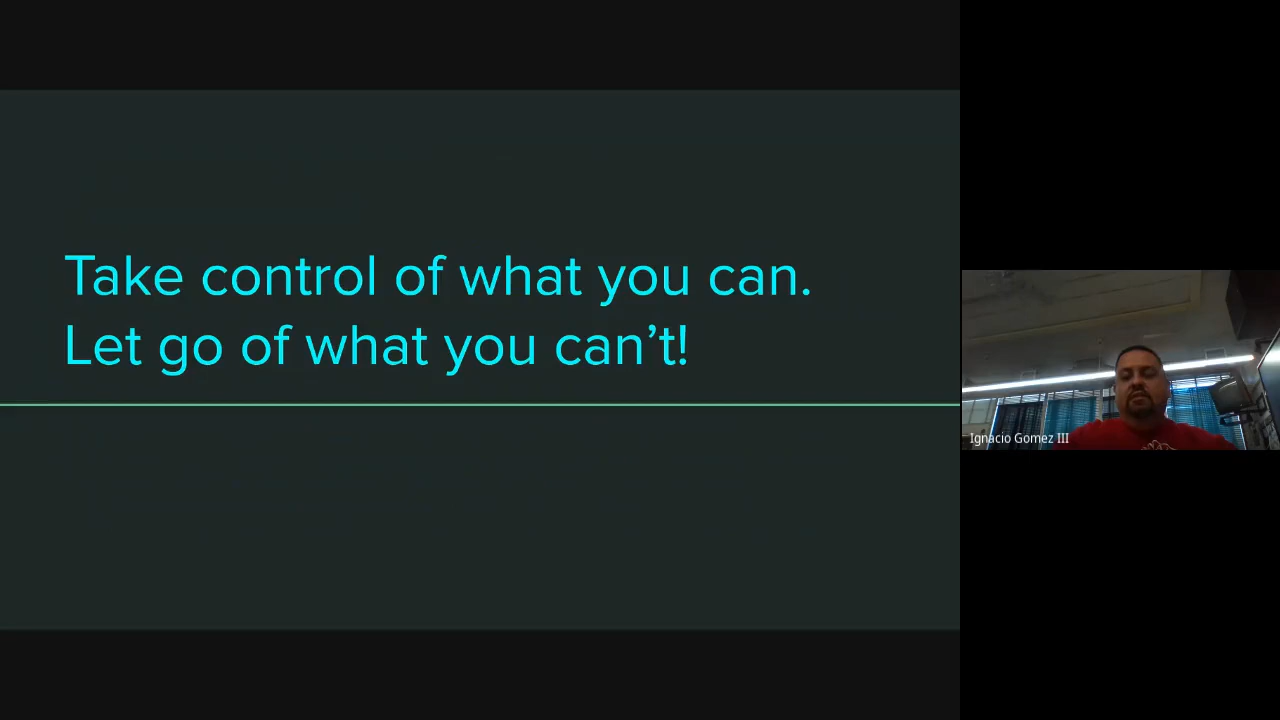 Take control of what you can.
Let go of what you can’t!
Ignacio Gomez III